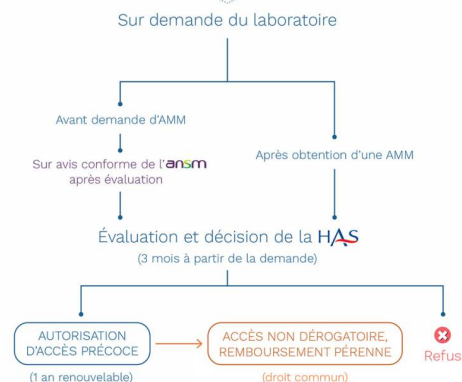 Sur demande du laboratoire
Avant demande d'AMM
Sur avis conforme de l'ansm
après évaluation
Après obtention d'une AMM
Évaluation et décision de la HAS
(3 mois à partir de la demande)
AUTORISATION
D'ACCÈS PRÉCOCE
(1 an renouvelable)
ACCÈS NON DÉROGATOIRE,
REMBOURSEMENT PÉRENNE
(droit commun)
Refus